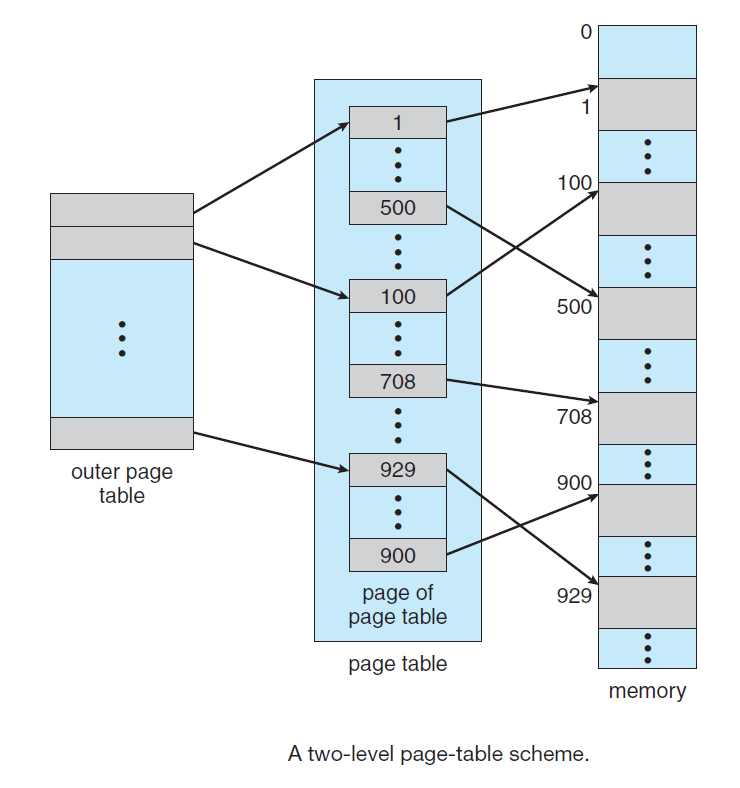 outer page
table
1
500
100
708
929
900
page of
page table
page table
0
1
100
500
708
900
929
memory
A two-level page-table scheme.